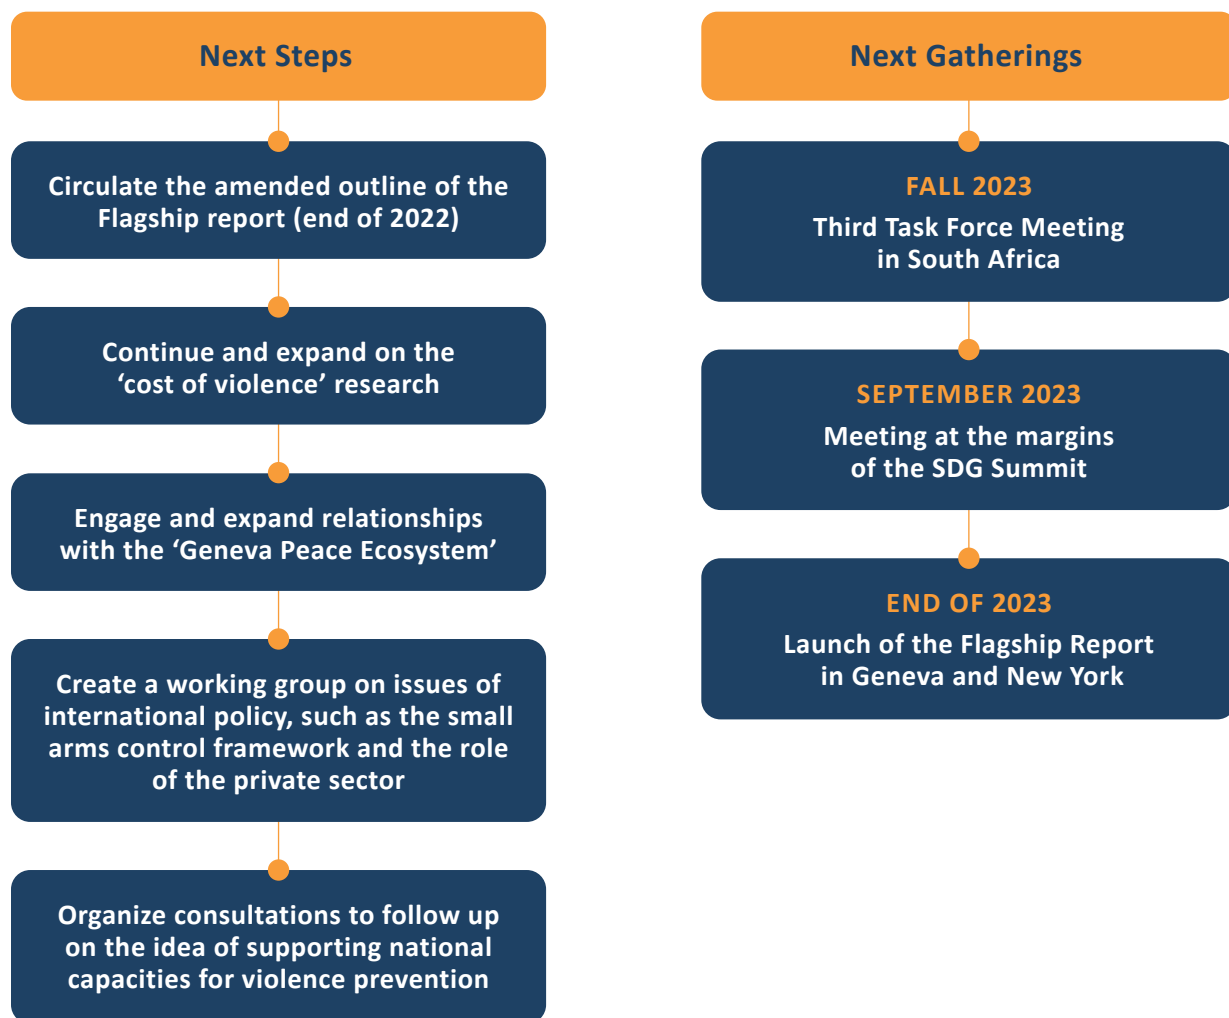 Next Steps
Circulate the amended outline of the
Flagship report (end of 2022)
Continue and expand on the
‘cost of violence’ research
Engage and expand relationships
with the ‘Geneva Peace Ecosystem’
Create a working group on issues of
international policy, such as the small
arms control framework and the role
of the private sector
Organize consultations to follow up
on the idea of supporting national
capacities for violence prevention
Next Gatherings
FALL 2023
Third Task Force Meeting
in South Africa
SEPTEMBER 2023
Meeting at the margins
of the SDG Summit
END OF 2023
Launch of the Flagship Report
in Geneva and New York